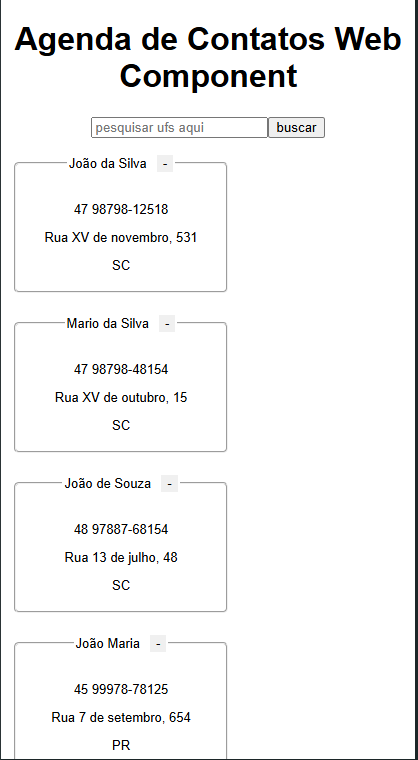 Agenda de Contatos Web
Component
pesquisar ufs aqui buscar
João da Silva -
47 98798-12518
Rua XV de novembro, 531
SC
Mario da Silva -
47 98798-48154
Rua XV de outubro, 15
SC
João de Souza -
48 97887-68154
Rua 13 de julho, 48
SC
João Maria -
45 99978-78125
Rua 7 de setembro, 654
PR